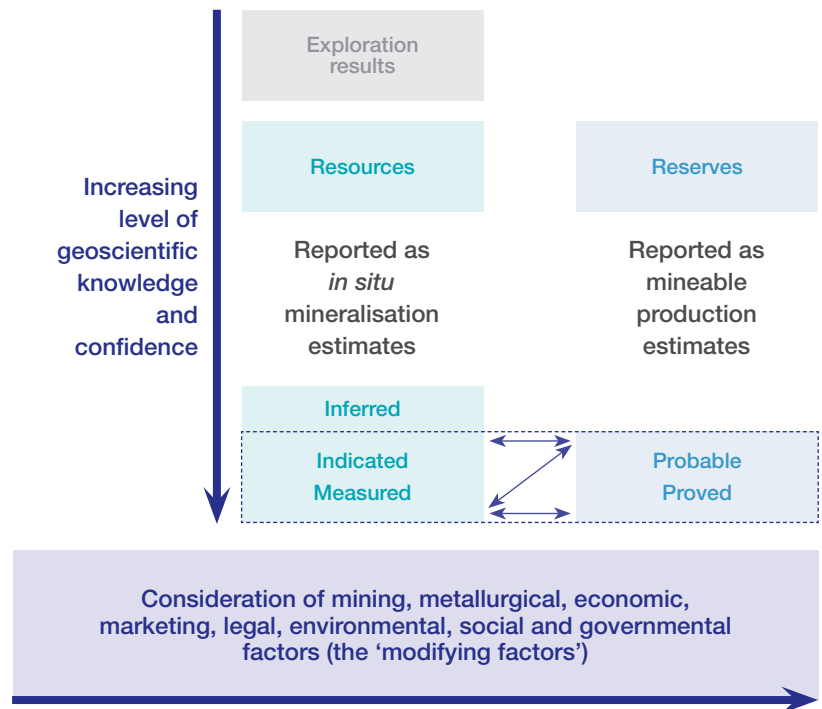 Exploration
results
Resources
Reserves
Increasing
level of
geoscientific
knowledge
and
confidence
Reported as
in situ
mineralisation
estimates
Reported as
mineable
production
estimates
Inferred
Indicated
Measured
Probable
Proved
Consideration of mining, metallurgical, economic,
marketing, legal, environmental, social and governmental
factors (the ‘modifying factors’)